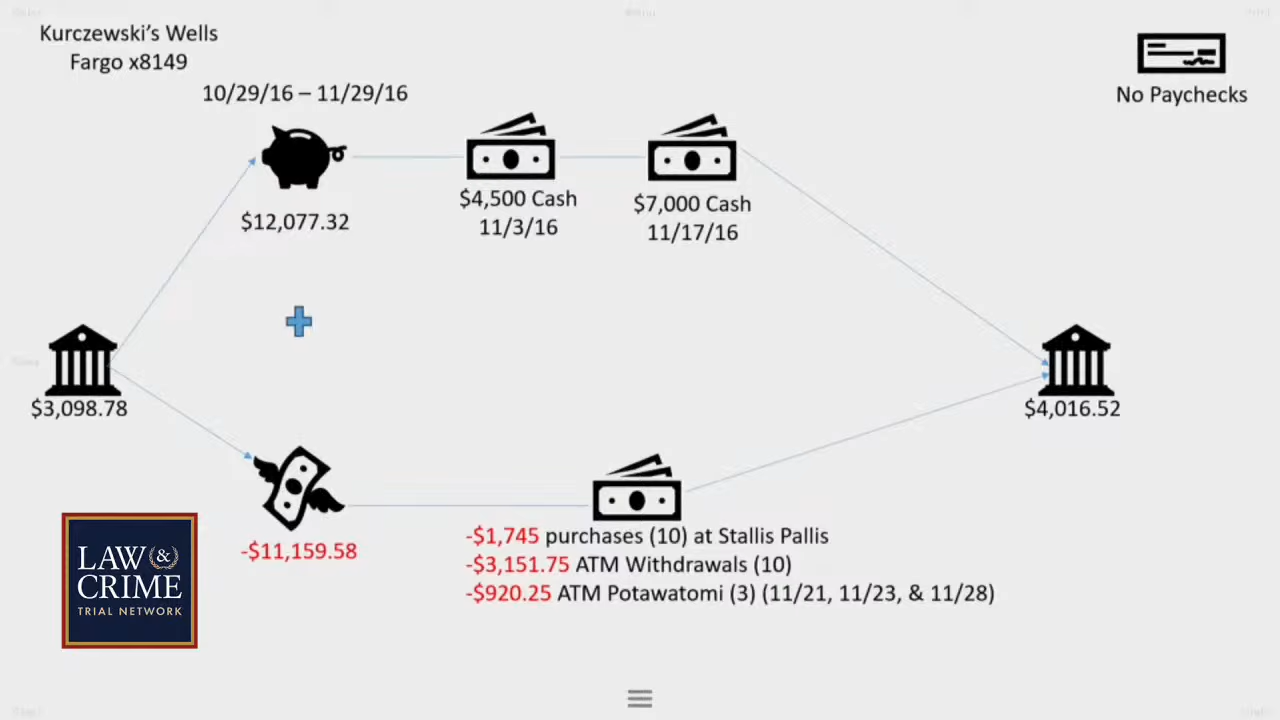 Kurczewski's Wells
Fargo x8149
10/29/16 – 11/29/16
No Paychecks
$12,077.32
$4,500 Cash
11/3/16
$7,000 Cash
11/17/16
$3,098.78
$4,016.52
-$11,159.58
-$1,745 purchases (10) at Stallis Pallis
-$3,151.75 ATM Withdrawals (10)
-$920.25 ATM Potawatomi (3) (11/21, 11/23, & 11/28)
LAW &
CRIME
TRIAL NETWORK